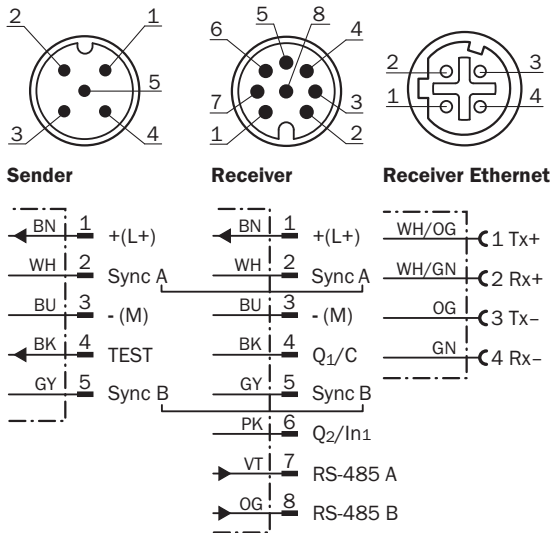 2 1
5
3 4
5 8
6 4
7 3
1 2
2 3
1 4
Sender
BN 1 +(L+)
WH 2 Sync A
BU 3 - (M)
BK 4 TEST
GY 5 Sync B
Receiver
BN 1 +(L+)
WH 2 Sync A
BU 3 - (M)
BK 4 Q1/C
GY 5 Sync B
PK 6 Q2/In1
VT 7 RS-485 A
OG 8 RS-485 B
Receiver Ethernet
WH/OG 1 Tx+
WH/GN 2 Rx+
OG 3 Tx–
GN 4 Rx–